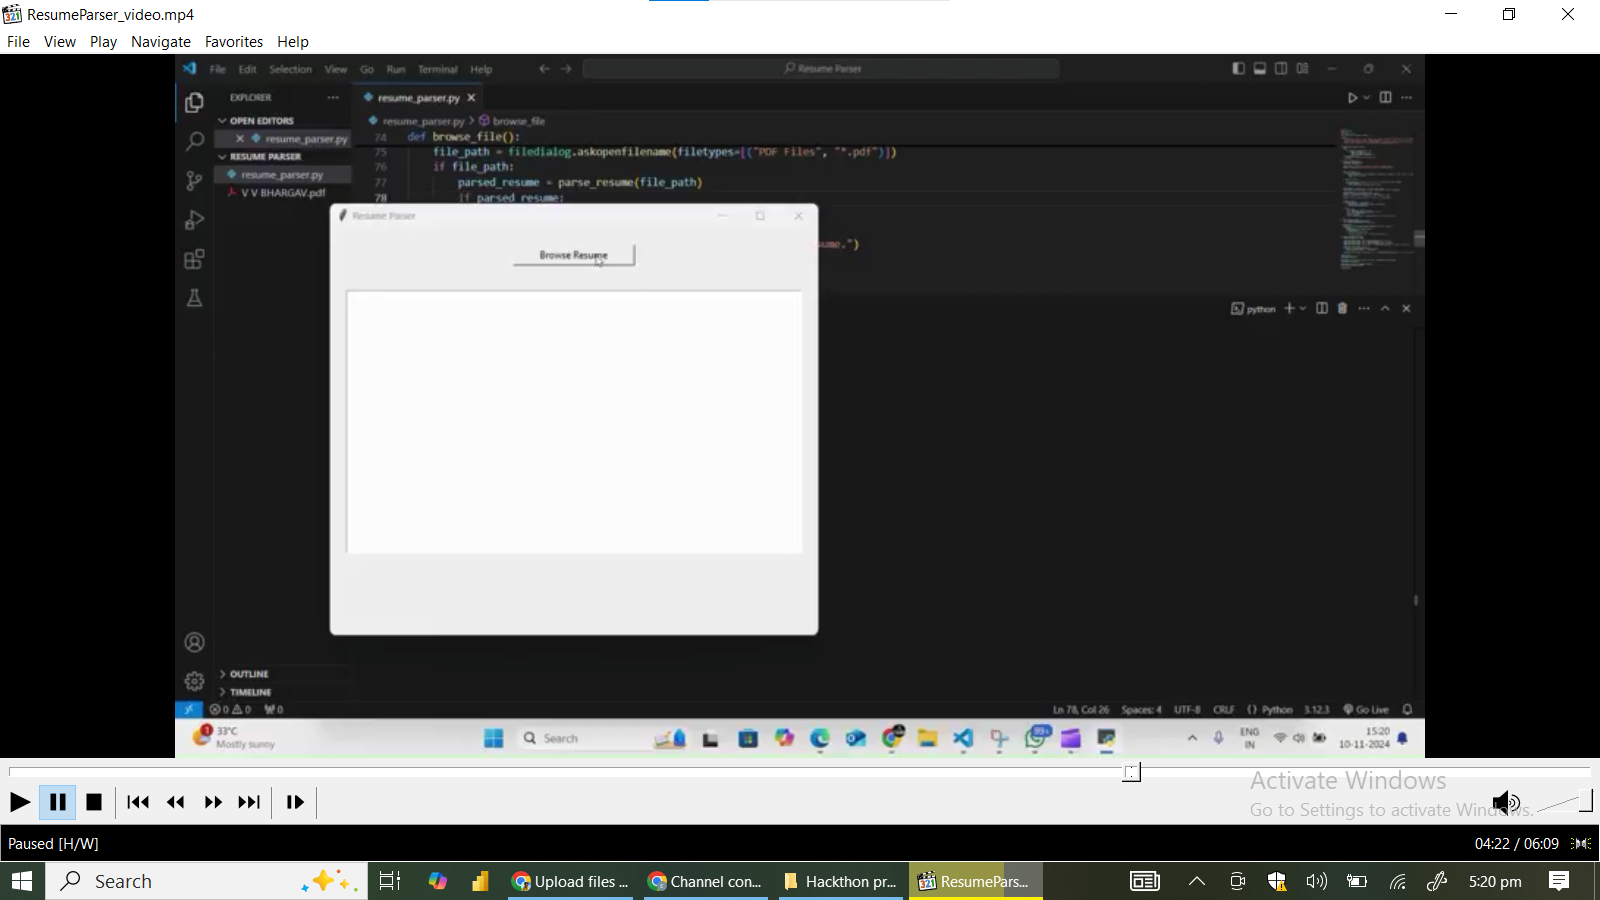 ResumeParser_video.mp4
File View Play Navigate Favorites Help
File Edit Selection View Go Run Terminal Help
Resume Parser
EXPLORER
resume_parser.py
OPEN EDITORS
resume_parser.py > browse_file
resume_parser.py
74 def browse_file():
75 file_path = filedialog.askopenfilename(filetypes=[("PDF Files", "*.pdf")])
RESUME PARSER
76 if file_path:
resume_parser.py
77 parsed_resume = parse_resume(file_path)
V V BHARGAV.pdf
78 if parsed_resume:
Resume Parser
ume.")
Browse Resume
python
OUTLINE
TIMELINE
0 0 0
Ln 78, Col 26 Spaces: 4 UTF-8 CRLF {} Python 3.12.3 Go Live
1
33°C
Mostly sunny
Search
99+
ENG
IN
15:20
10-11-2024
Activate Windows
Go to Settings to activate Windows.
Paused [H/W]
04:22 / 06:09
Search
Upload files ...
Channel con...
Hackthon pr...
321
ResumePars...
5:20 pm